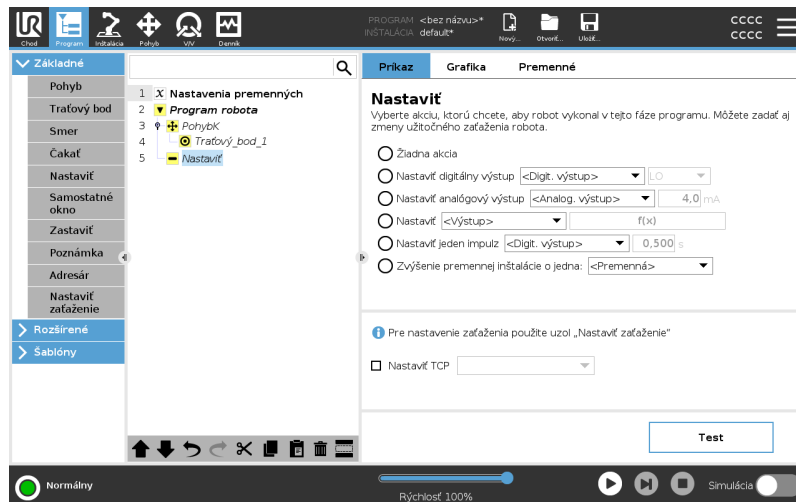 PROGRAM <bez názvu>*
INŠTALÁCIA default*
Chod
Program
Inštalácia
Pohyb
V/V
Denník
Nový...
Otvoriť...
Uložiť...
CCCC
CCCC
Základné
Pohyb
Traťový bod
Smer
Čakať
Nastaviť
Samostatné
okno
Zastaviť
Poznámka
Adresár
Nastaviť
zaťaženie
Rozšírené
Šablóny
1 X Nastavenia premenných
2 Program robota
3 PohybK
4 Traťový_bod_1
5 Nastaviť
Príkaz
Grafika
Premenné
Nastaviť
Vyberte akciu, ktorú chcete, aby robot vykonal v tejto fáze programu. Môžete zadať aj
zmeny užitočného zaťaženia robota.
Žiadna akcia
Nastaviť digitálny výstup <Digit. výstup> LO
Nastaviť analógový výstup <Analog. výstup> 4,0 mA
Nastaviť <Výstup> f(x)
Nastaviť jeden impulz <Digit. výstup> 0,500 s
Zvýšenie premennej inštalácie o jedna: <Premenná>
Pre nastavenie zaťaženia použite uzol „Nastaviť zaťaženie"
Nastaviť TCP
Test
Normálny
Rýchlosť 100%
Simulácia